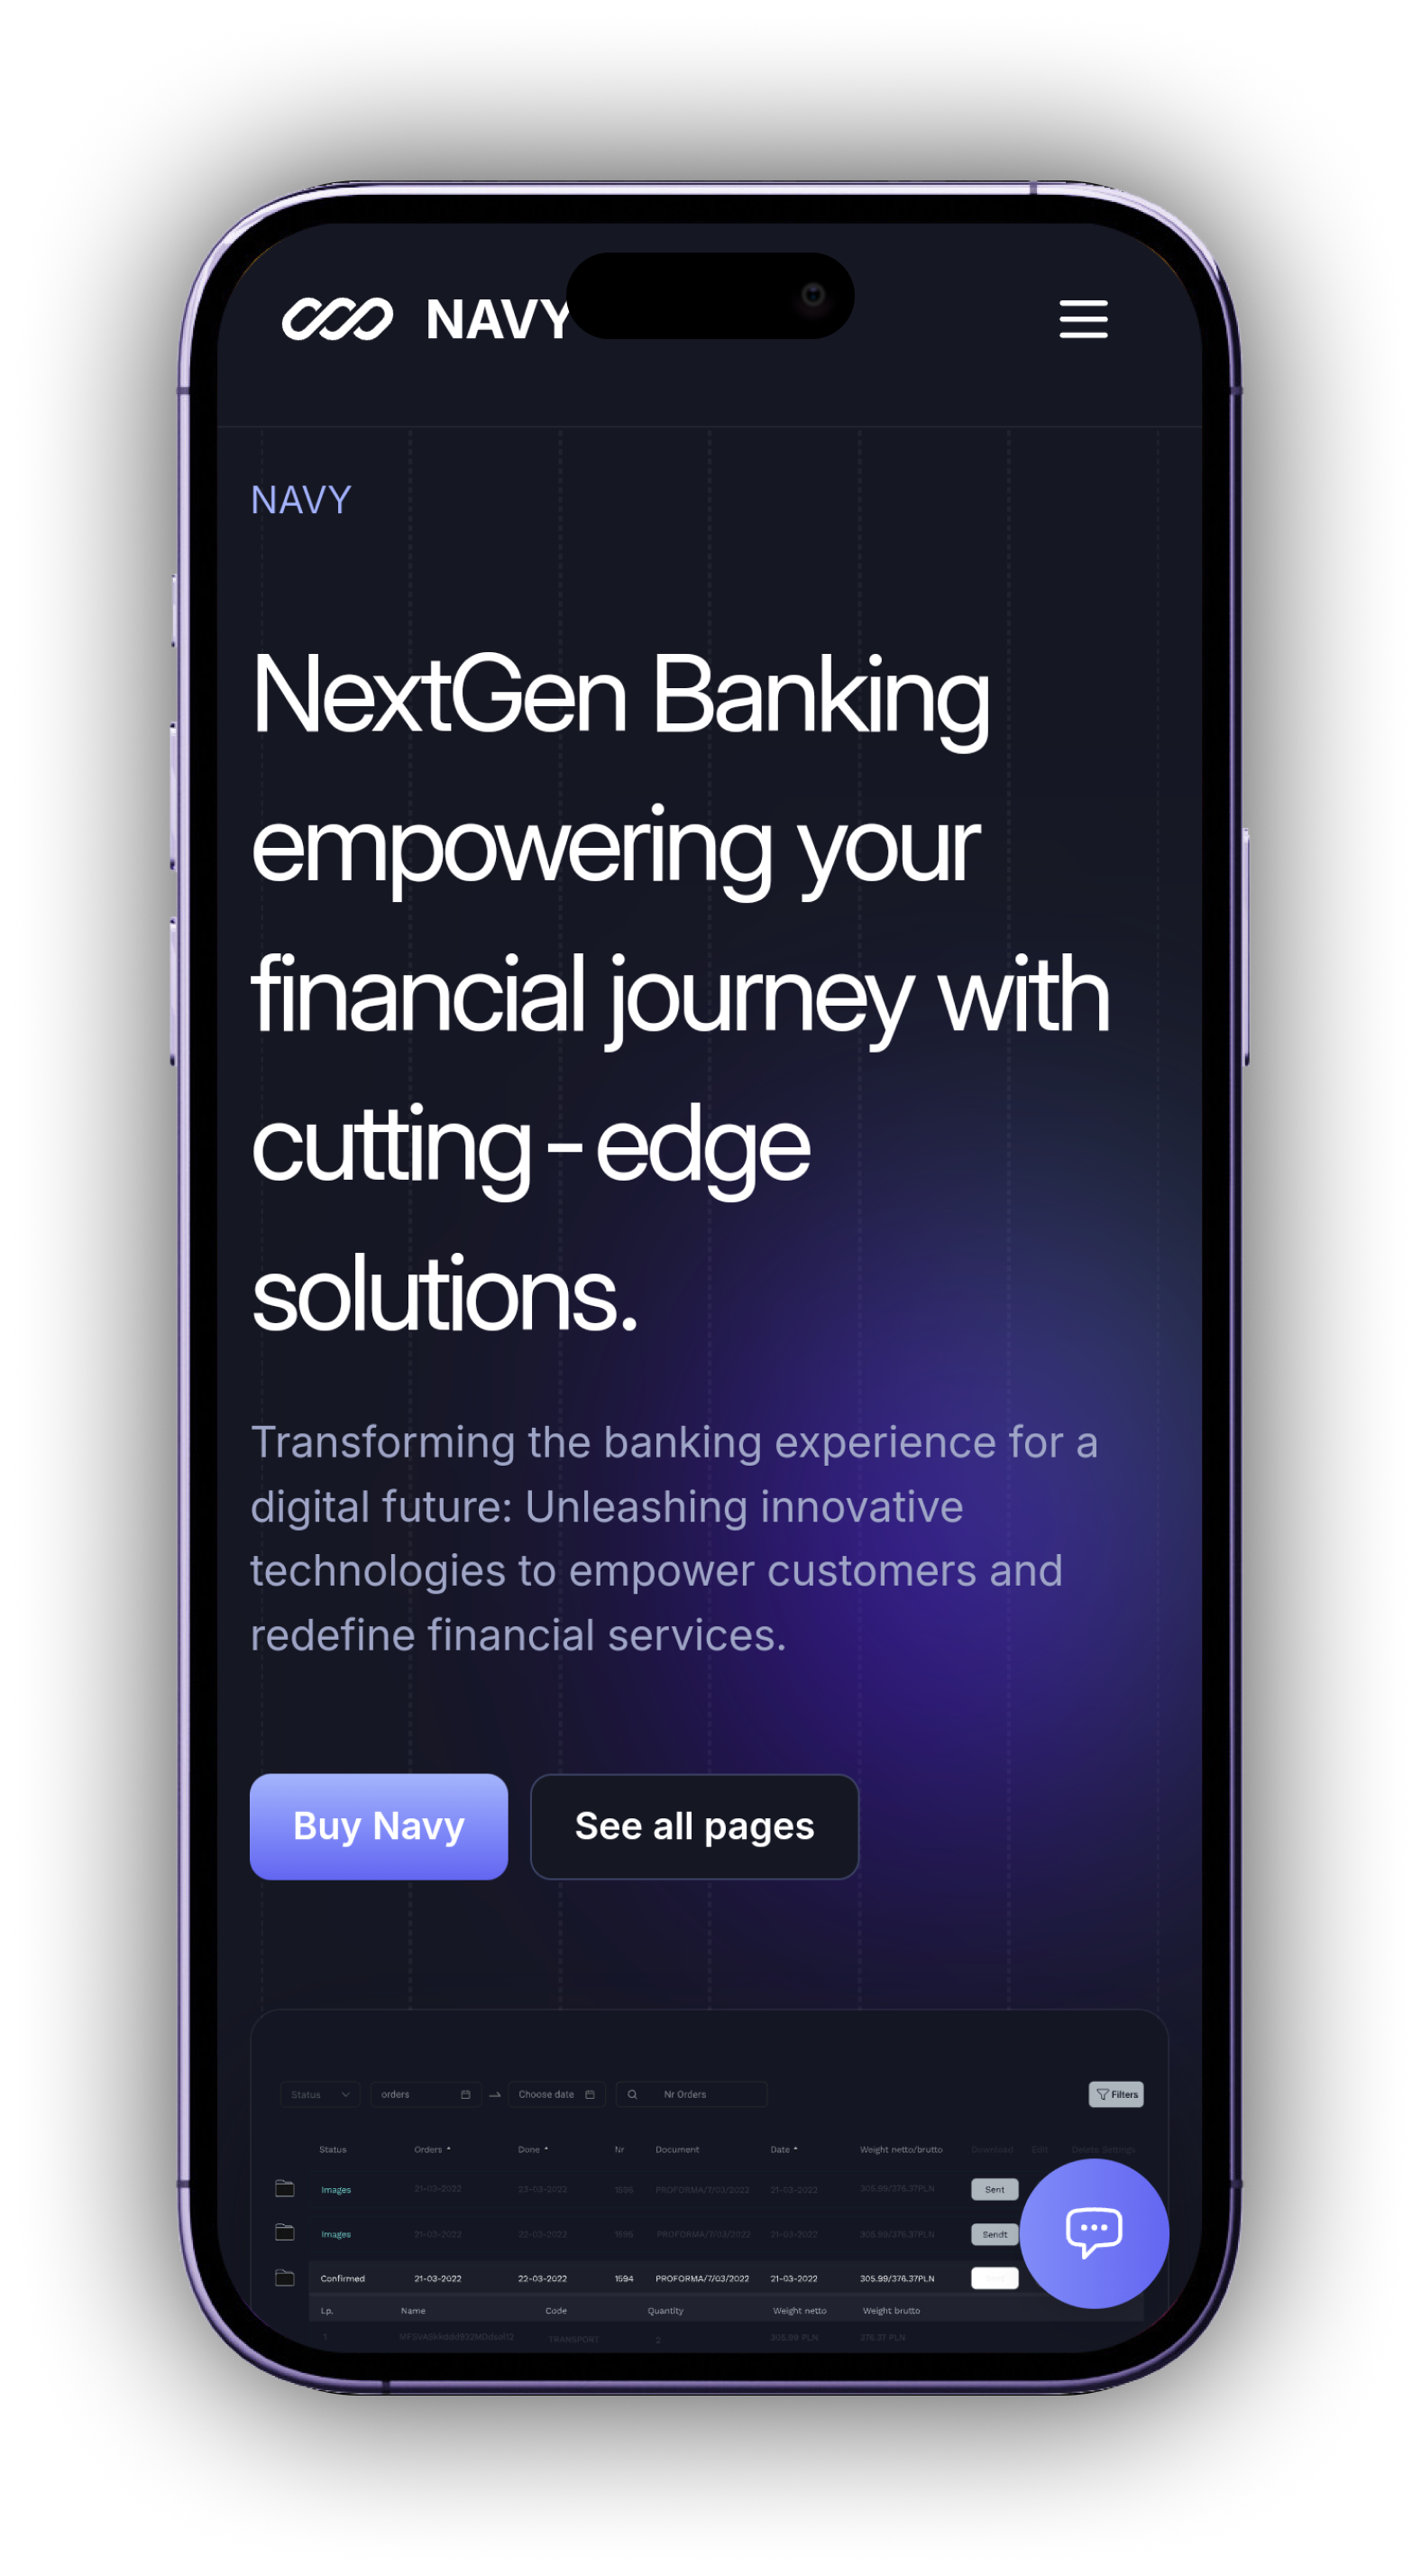 NAVY
NAVY
NextGen Banking
empowering your
financial journey with
cutting-edge
solutions.
Transforming the banking experience for a
digital future: Unleashing innovative
technologies to empower customers and
redefine financial services.
Buy Navy
See all pages
Status orders Choose date Nr Orders Filters
Status Orders Done Nr Document Date Weight netto/brutto Download Edit Delete Settings
Images 21-03-2022 23-03-2022 1696 PROFORMA/7/03/2022 21-03-2022 305.99/376.37PLN Sent
Images 21-03-2022 22-03-2022 1695 PROFORMA/7/03/2022 21-03-2022 305.99/376.37PLN Sendt
Confirmed 21-03-2022 22-03-2022 1694 PROFORMA/7/03/2022 21-03-2022 305.99/376.37PLN
Lp. Name Code Quantity Weight netto Weight brutto
1 TRANSPORT 2 305,99 PLN 376.37 PLN